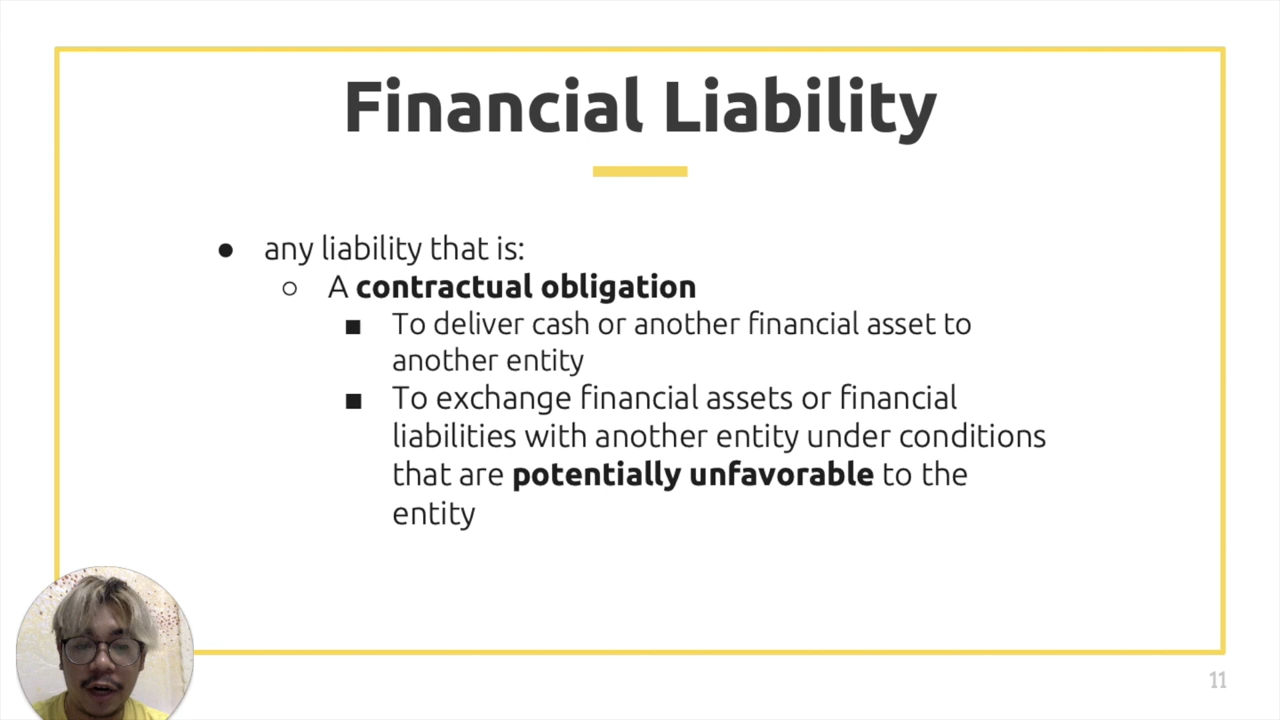 Financial Liability
● any liability that is:
○ A contractual obligation
■ To deliver cash or another financial asset to
another entity
■ To exchange financial assets or financial
liabilities with another entity under conditions
that are potentially unfavorable to the
entity
11